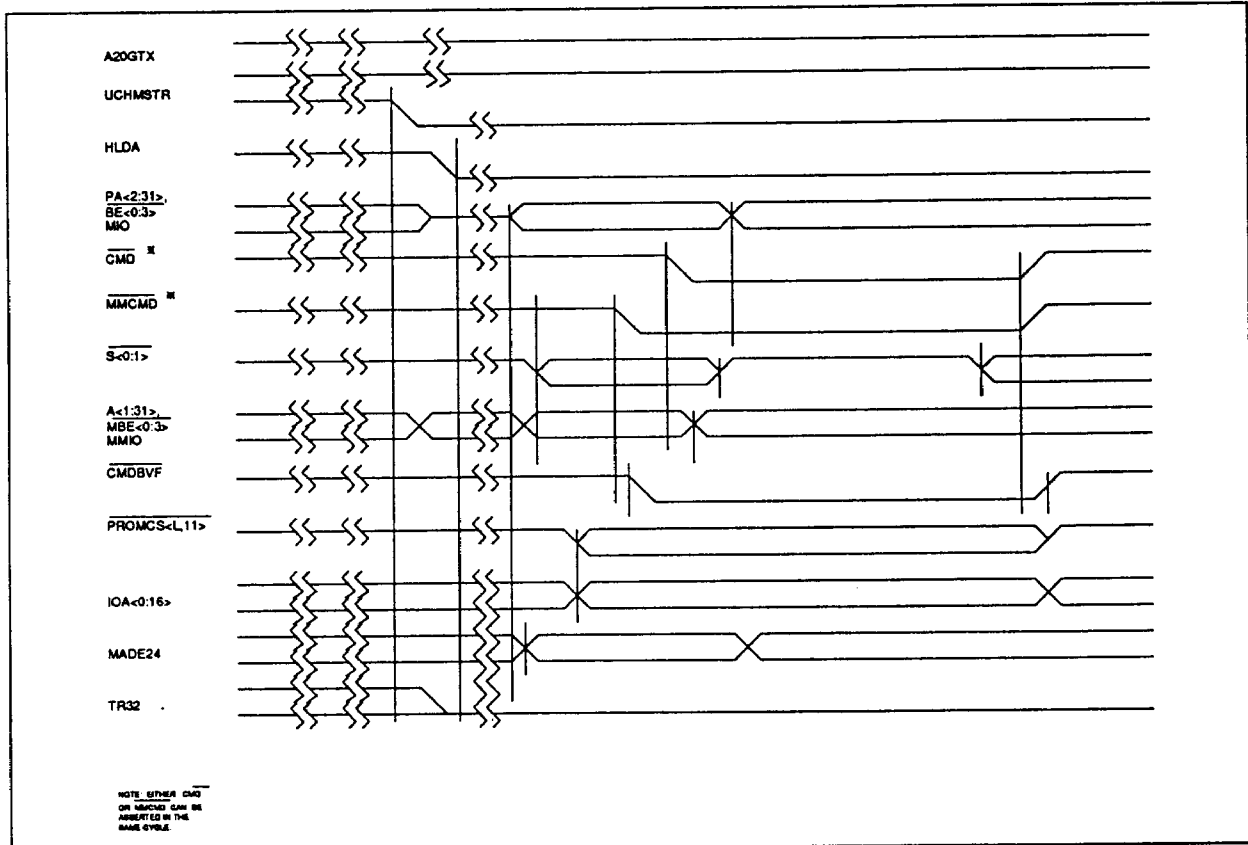 A20GTX
UCHMSTR
HLDA
PA<2:31>,
BE<0:3>
MIO
CMD *
MMCMD *
S<0:1>
A<1:31>,
MBE<0:3>
MMIO
CMDBVF
PROMCS<L,11>
IOA<0:16>
MADE24
TR32
NOTE: EITHER CMD
OR MMCMD CAN BE
ASSERTED IN THE
SAME CYCLE.